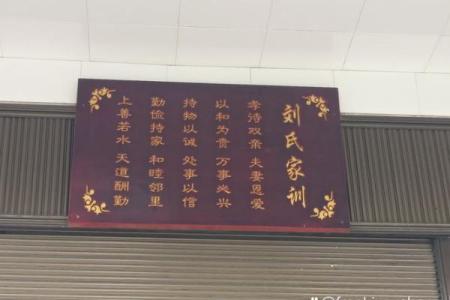 刘氏家训
孝待双亲 夫妻恩爱
以和为贵 万事必兴
持物以诚 处事以信
勤俭持家 和睦邻里
上善若水 天道酬勤